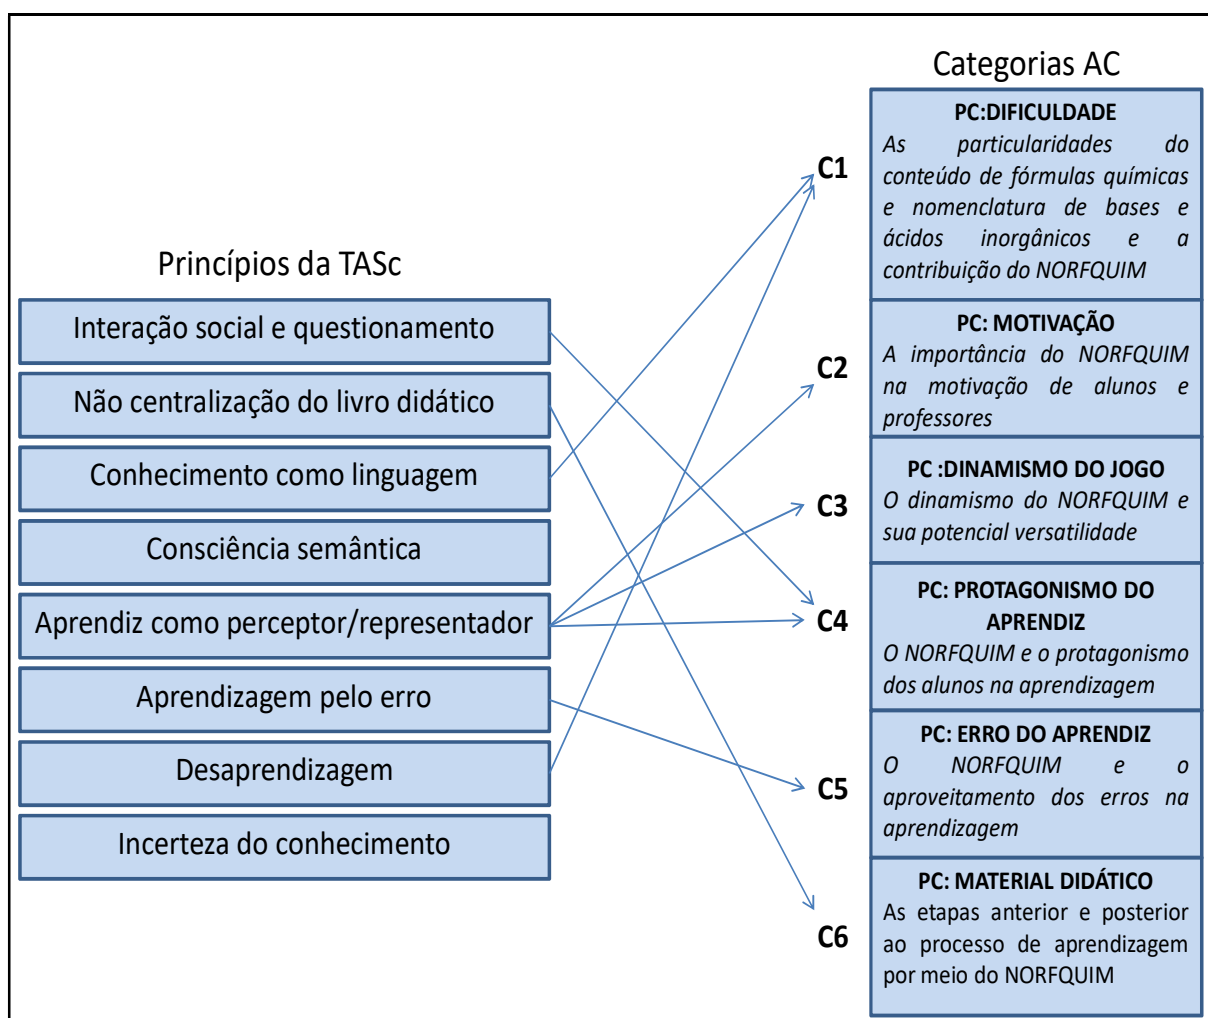 Categorias AC
PC:DIFICULDADE
As particularidades do
conteúdo de fórmulas químicas
e nomenclatura de bases e
ácidos inorgânicos e a
contribuição do NORFQUIM
PC: MOTIVAÇÃO
A importância do NORFQUIM
na motivação de alunos e
professores
PC :DINAMISMO DO JOGO
O dinamismo do NORFQUIM e
sua potencial versatilidade
PC: PROTAGONISMO DO
APRENDIZ
O NORFQUIM e o protagonismo
dos alunos na aprendizagem
PC: ERRO DO APRENDIZ
O NORFQUIM e o
aproveitamento dos erros na
aprendizagem
PC: MATERIAL DIDÁTICO
As etapas anterior e posterior
ao processo de aprendizagem
por meio do NORFQUIM
C1
C2
C3
C4
C5
C6
Princípios da TASc
Interação social e questionamento
Não centralização do livro didático
Conhecimento como linguagem
Consciência semântica
Aprendiz como perceptor/representador
Aprendizagem pelo erro
Desaprendizagem
Incerteza do conhecimento